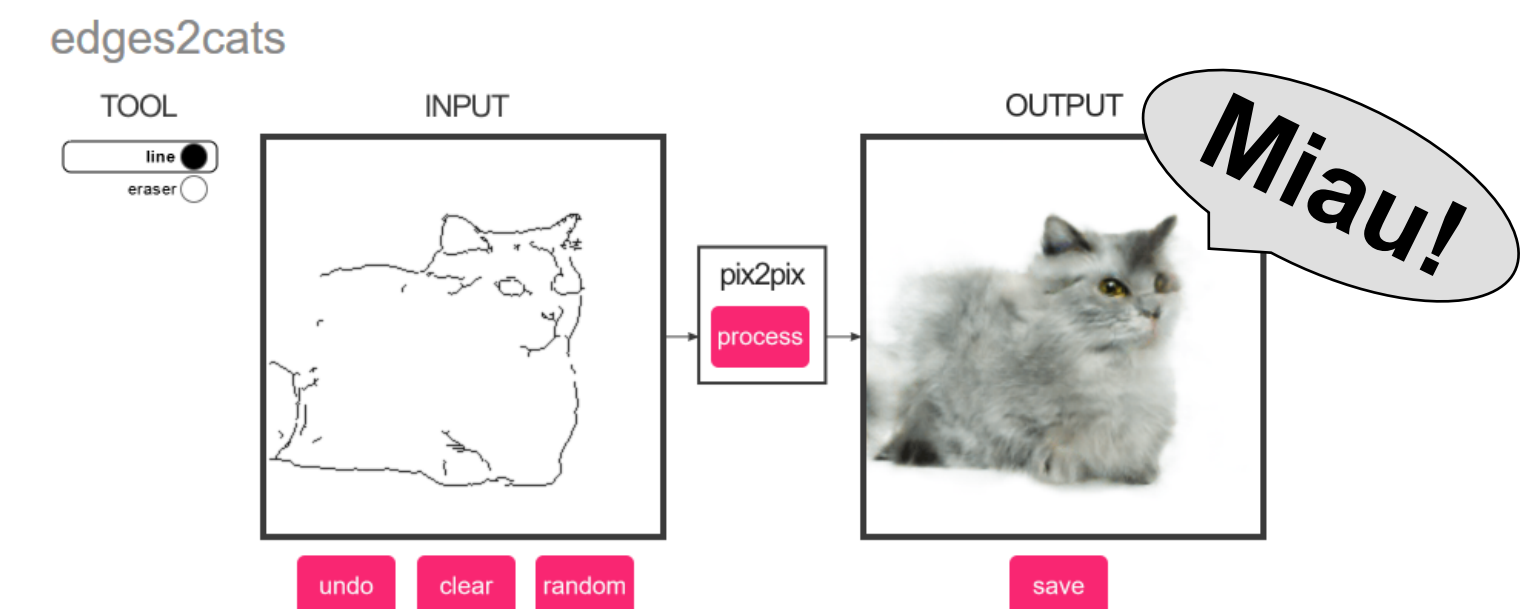 edges2cats
TOOL
INPUT
OUTPUT
Miau!
line
eraser
pix2pix
process
undo
clear
random
save